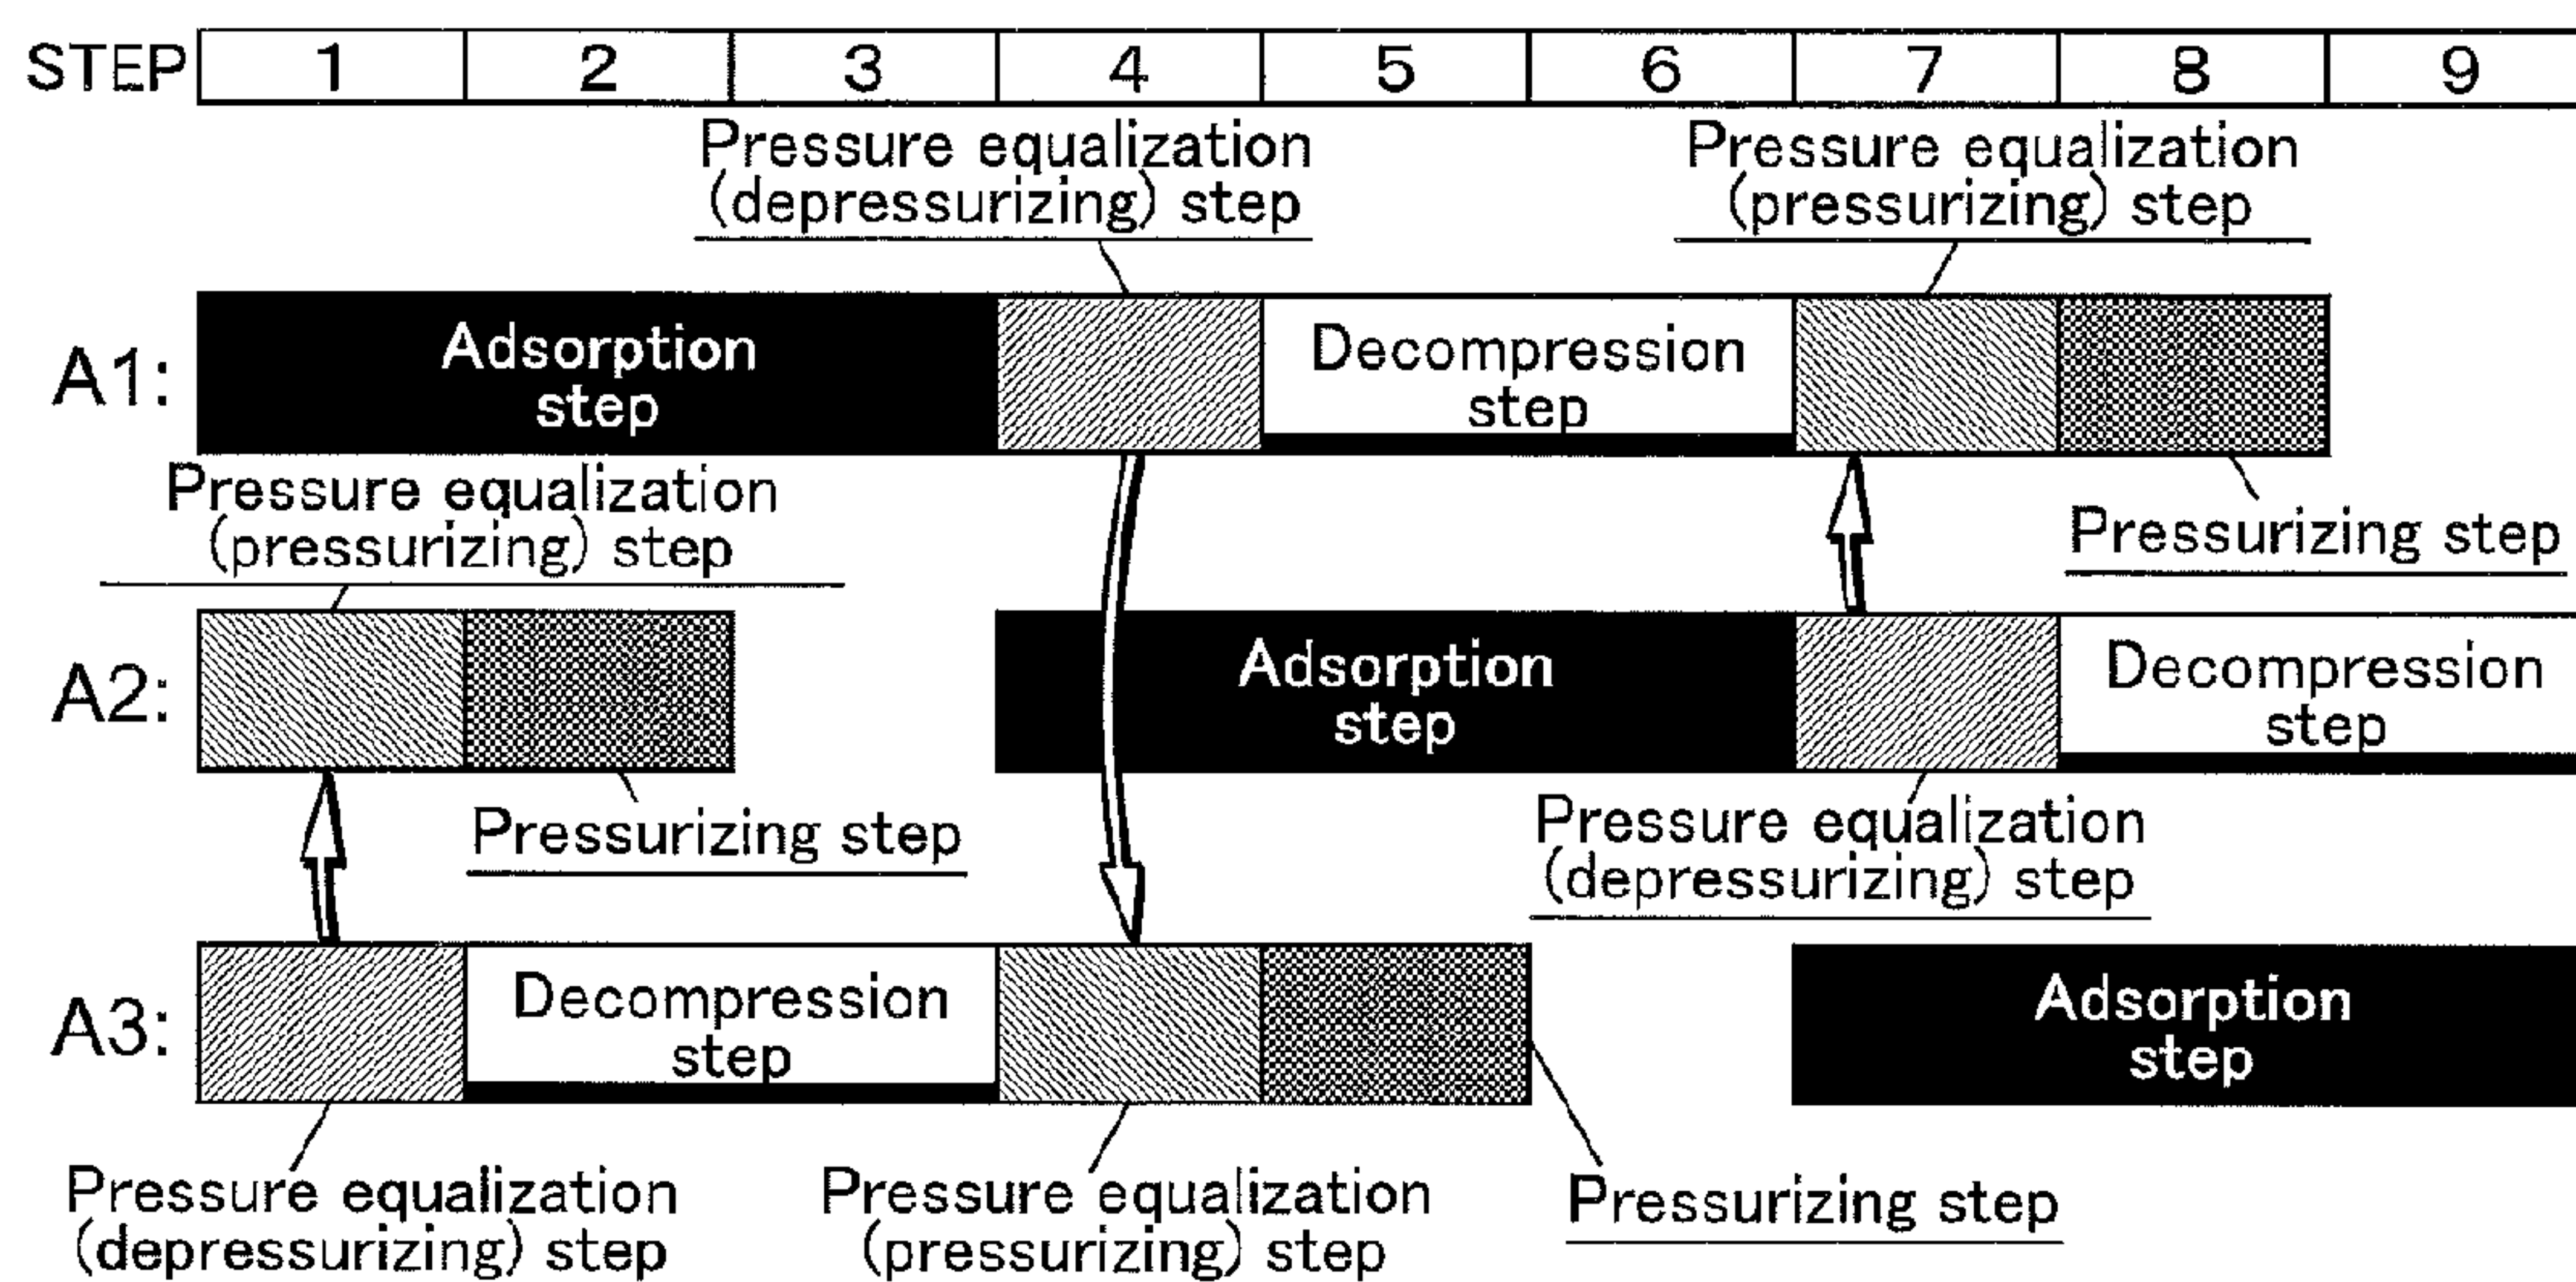 STEP 1 2 3 4 5 6 7 8 9
Pressure equalization
(depressurizing) step
Pressure equalization
(pressurizing) step
A1:
Adsorption
step
Decompression
step
Pressurizing step
Pressure equalization
(pressurizing) step
A2:
Adsorption
step
Decompression
step
Pressurizing step
Pressure equalization
(depressurizing) step
A3:
Decompression
step
Adsorption
step
Pressure equalization
(depressurizing) step
Pressure equalization
(pressurizing) step
Pressurizing step